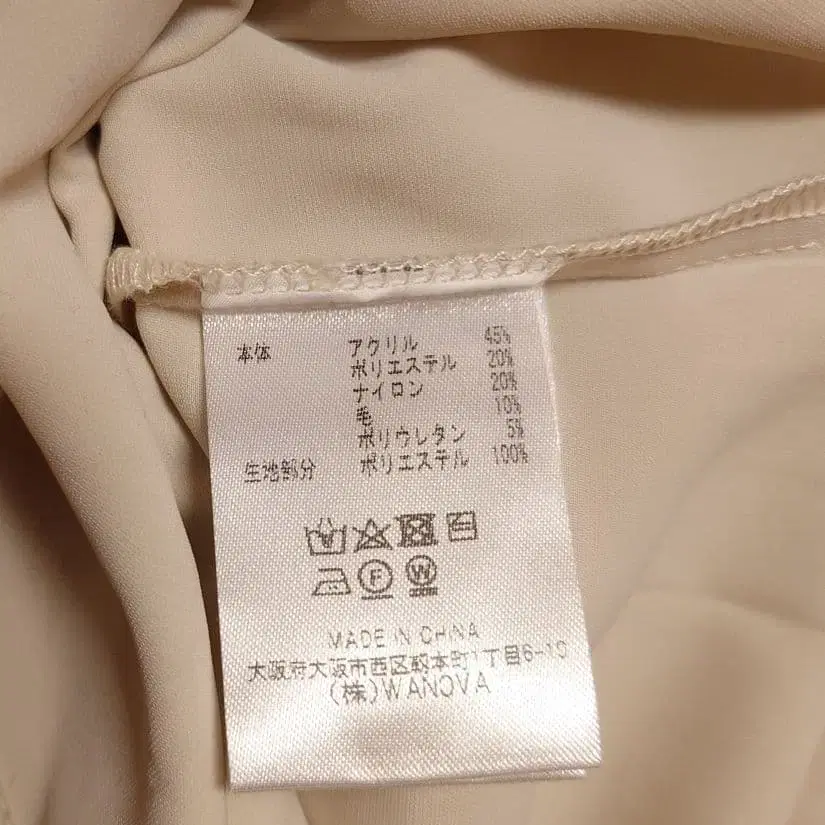 本体 アクリル 45%
ポリエステル 20%
ナイロン 20%
毛 10%
ポリウレタン 5%
生地部分 ポリエステル 100%
F W
MADE IN CHINA
大阪府大阪市西区靱本町1丁目6-10
(株)WANOVA